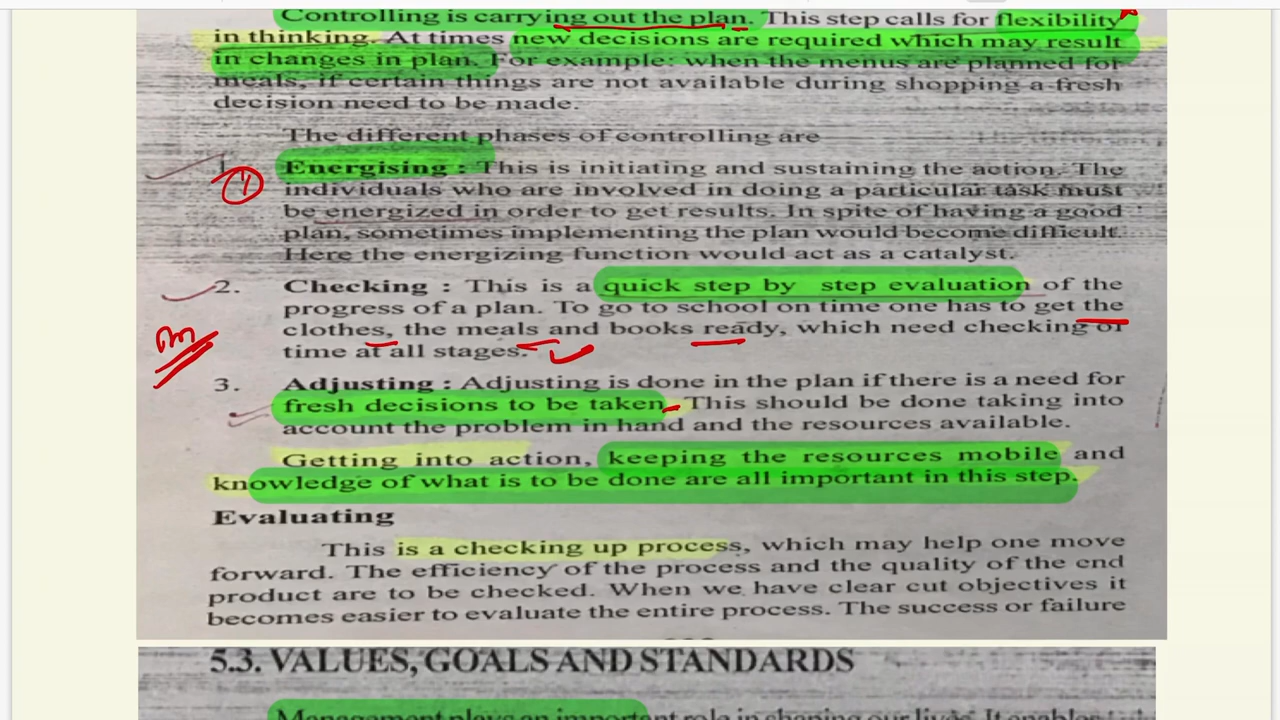 Controlling is carrying out the plan. This step calls for flexibility
in thinking. At times new decisions are required which may result
in changes in plan. For example: when the menus are planned for
meals, if certain things are not available during shopping a fresh
decision need to be made.
The different phases of controlling are
1. Energising : This is initiating and sustaining the action. The
individuals who are involved in doing a particular task must
be energized in order to get results. In spite of having a good
plan, sometimes implementing the plan would become difficult.
Here the energizing function would act as a catalyst.
2. Checking : This is a quick step by step evaluation of the
progress of a plan. To go to school on time one has to get the
clothes, the meals and books ready, which need checking of
time at all stages.
3. Adjusting : Adjusting is done in the plan if there is a need for
fresh decisions to be taken. This should be done taking into
account the problem in hand and the resources available.
Getting into action, keeping the resources mobile and
knowledge of what is to be done are all important in this step.
Evaluating
This is a checking up process, which may help one move
forward. The efficiency of the process and the quality of the end
product are to be checked. When we have clear cut objectives it
becomes easier to evaluate the entire process. The success or failure
5.3. VALUES, GOALS AND STANDARDS
Management plays an important role in shaping our lives. It enables